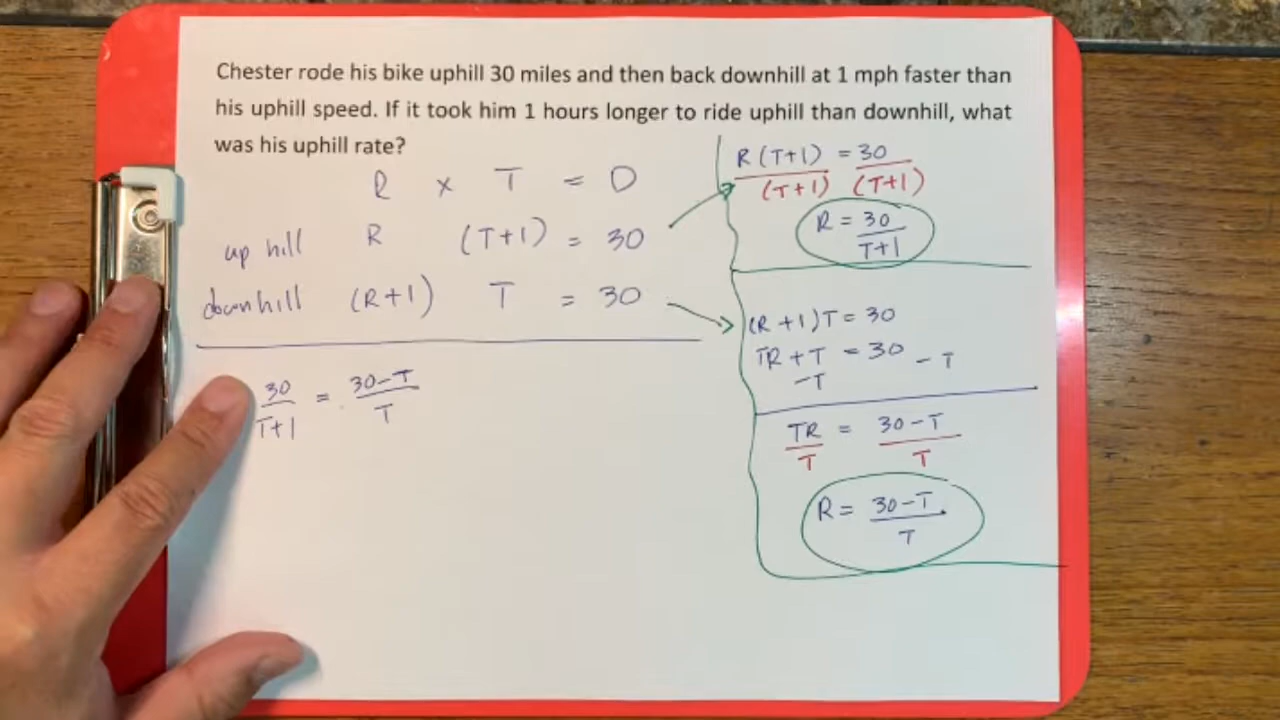 Chester rode his bike uphill 30 miles and then back downhill at 1 mph faster than
his uphill speed. If it took him 1 hours longer to ride uphill than downhill, what
was his uphill rate?
R x T = D
up hill R (T+1) = 30
downhill (R+1) T = 30
30/T+1 = 30-T/T
R(T+1) = 30
(T+1) (T+1)
R = 30/T+1
(R+1)T = 30
TR+T = 30 -T
-T
TR = 30-T
T T
R = 30-T/T